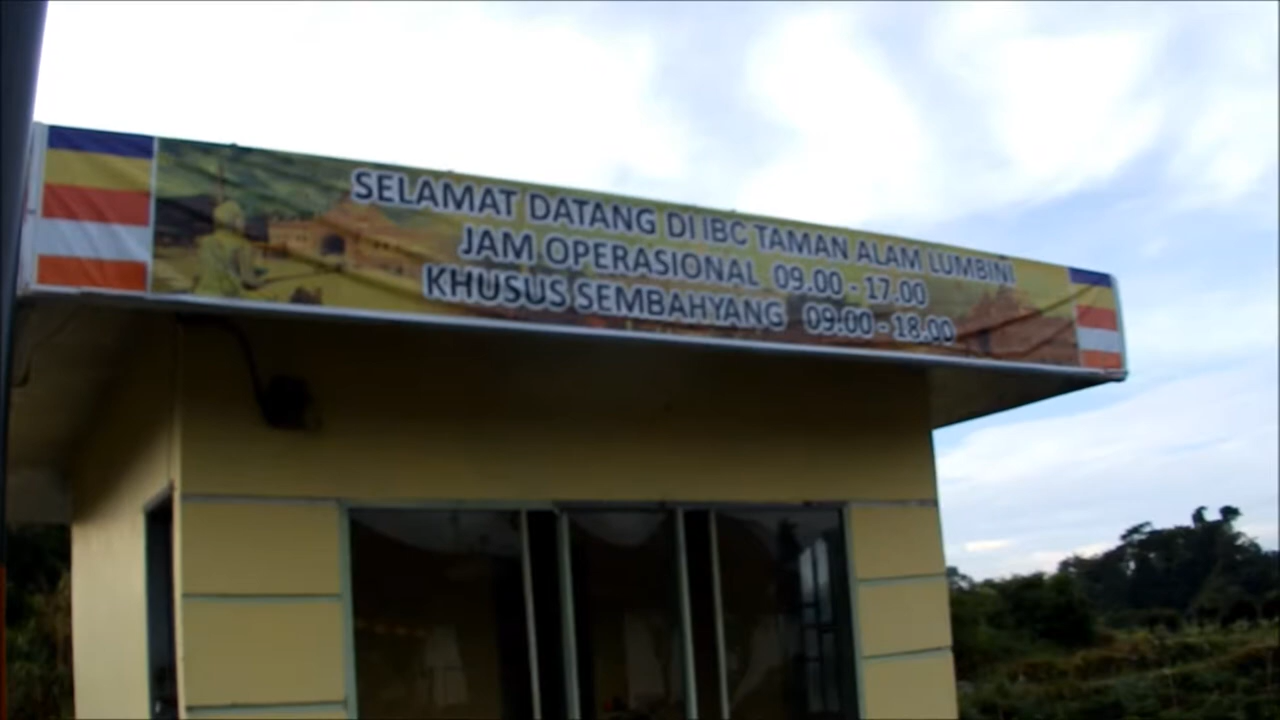 SELAMAT DATANG DI IBC TAMAN ALAM LUMBINI
JAM OPERASIONAL 09.00 - 17.00
KHUSUS SEMBAHYANG 09.00 - 18.00